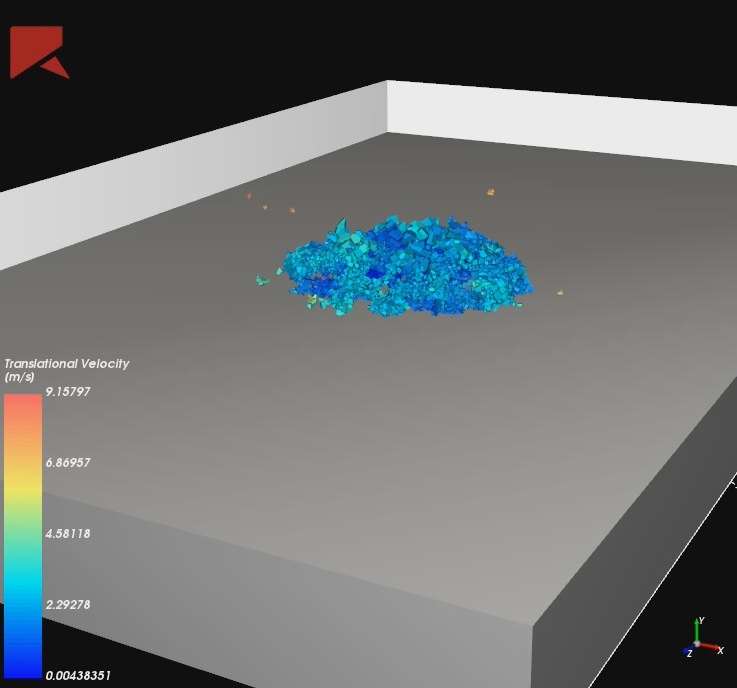 Translational Velocity
(m/s)
9.15797
6.86957
4.58118
2.29278
0.00438351
Y
X
Z